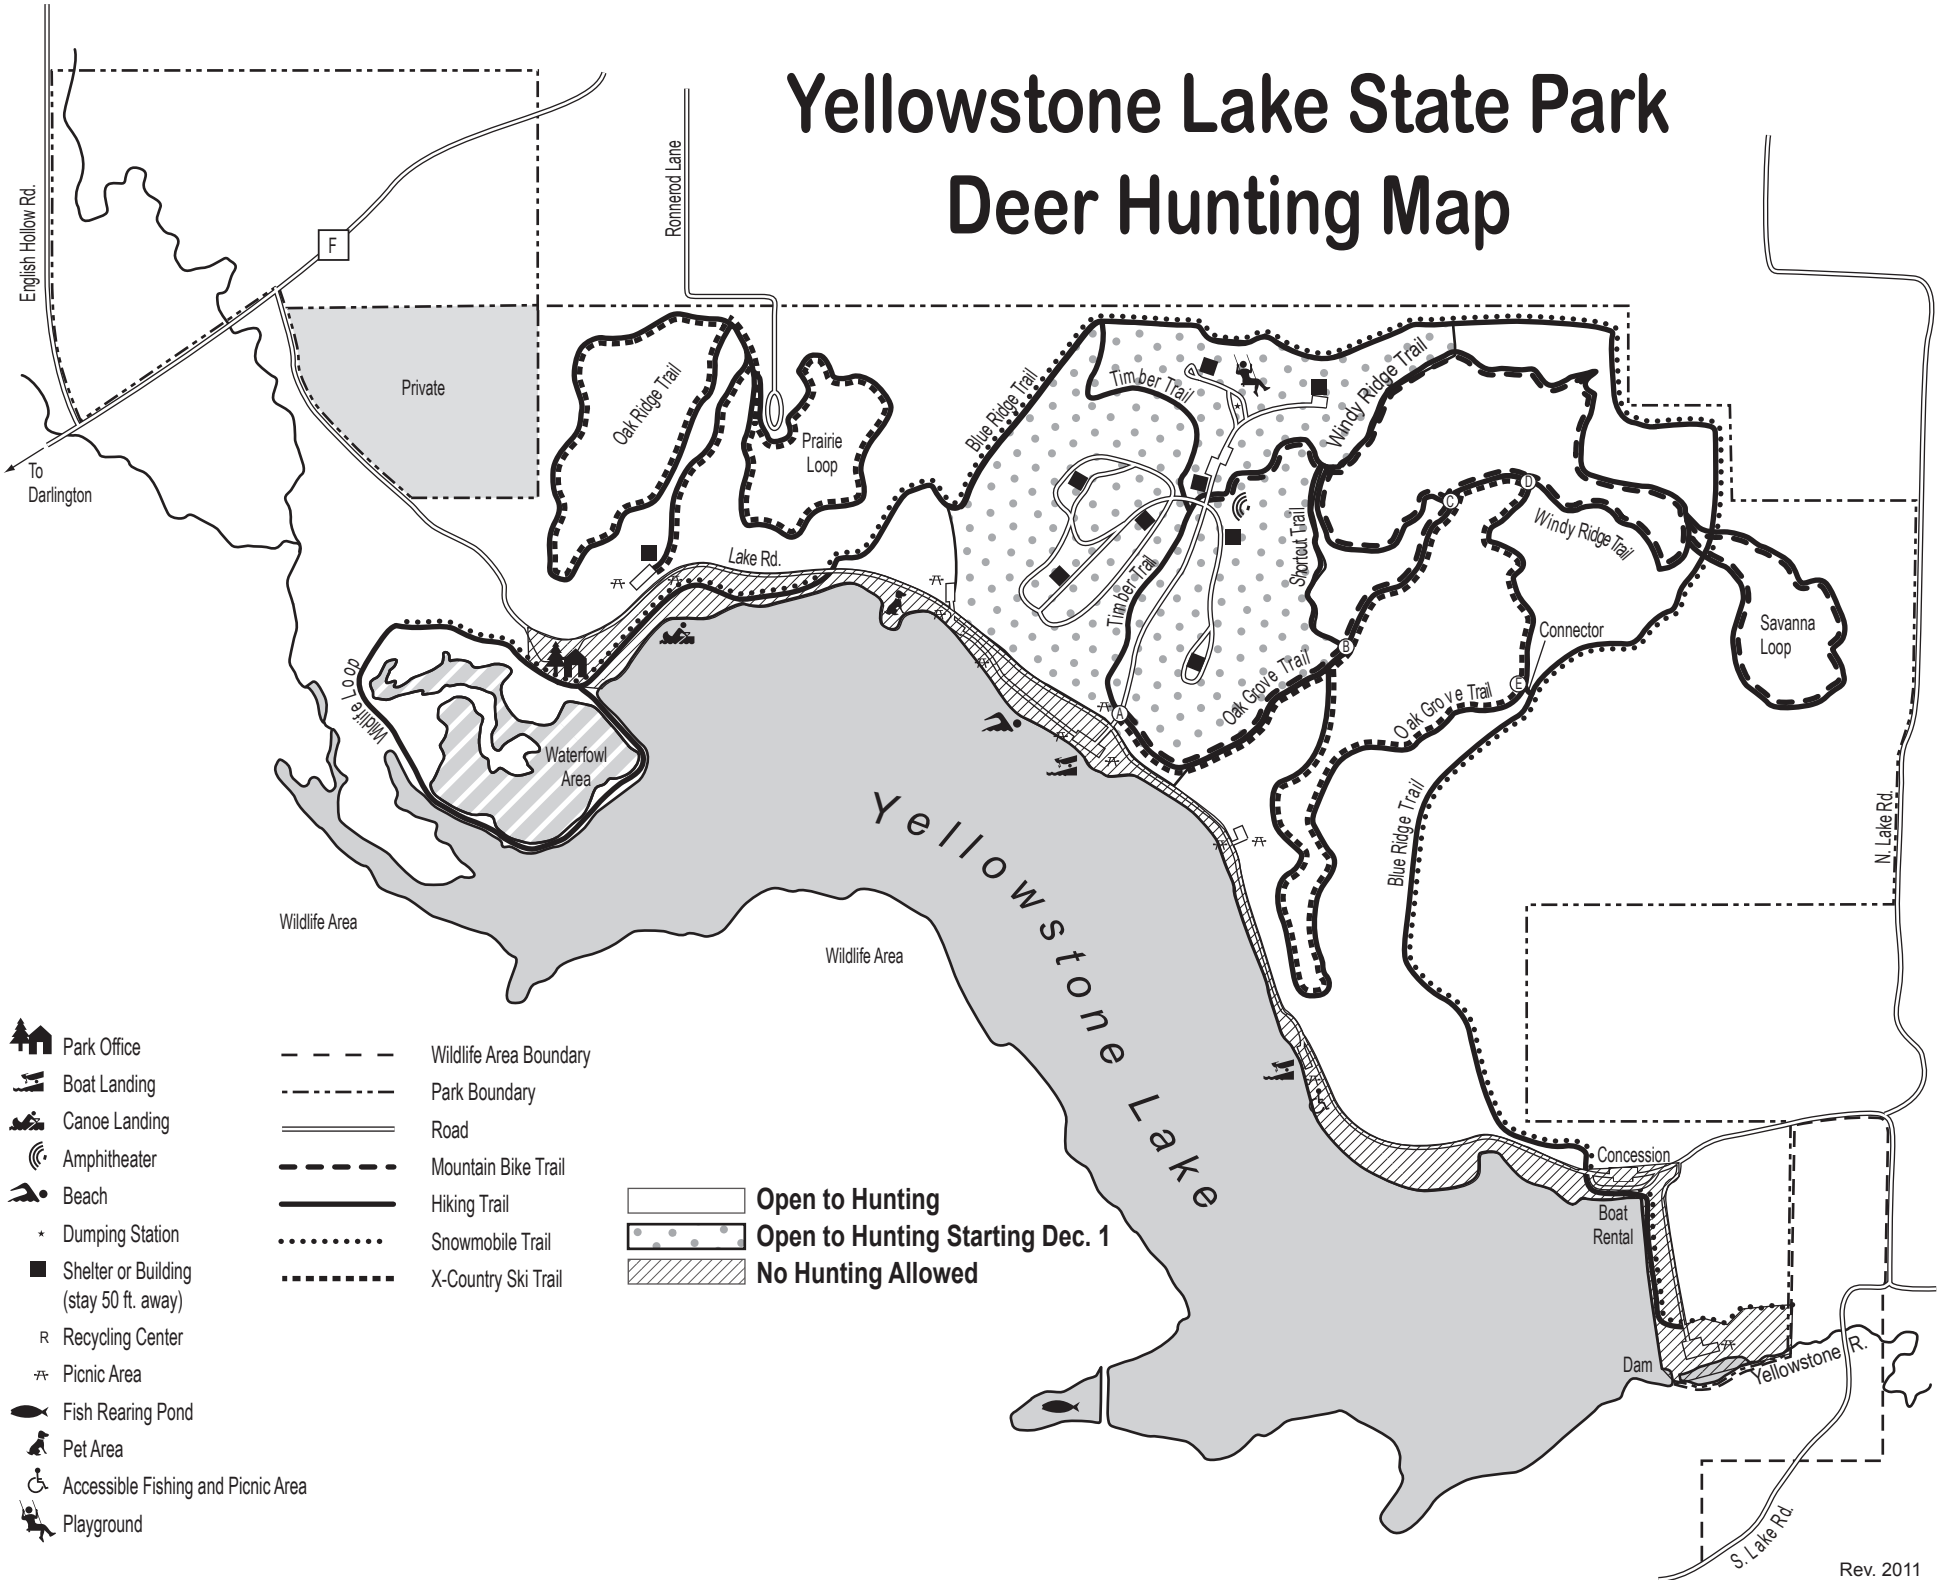 Yellowstone Lake State Park
Deer Hunting Map
English Hollow Rd.
F
Ronnerod Lane
To
Darlington
Private
Oak Ridge Trail
Prairie
Loop
Blue Ridge Trail
Timber Trail
Windy Ridge Trail
Lake Rd.
Timber Trail
Shortcut Trail
C
D
Windy Ridge Trail
Connector
Savanna
Loop
B
E
A
Oak Grove Trail
Oak Grove Trail
Wildlife Loop
Waterfowl
Area
Blue Ridge Trail
N. Lake Rd.
Yellowstone Lake
Wildlife Area
Wildlife Area
Concession
Boat
Rental
Dam
Yellowstone R.
S. Lake Rd.
Park Office
Boat Landing
Canoe Landing
Amphitheater
Beach
Dumping Station
Shelter or Building
(stay 50 ft. away)
R Recycling Center
Picnic Area
Fish Rearing Pond
Pet Area
Accessible Fishing and Picnic Area
Playground
Wildlife Area Boundary
Park Boundary
Road
Mountain Bike Trail
Hiking Trail
Snowmobile Trail
X-Country Ski Trail
Open to Hunting
Open to Hunting Starting Dec. 1
No Hunting Allowed
Rev. 2011